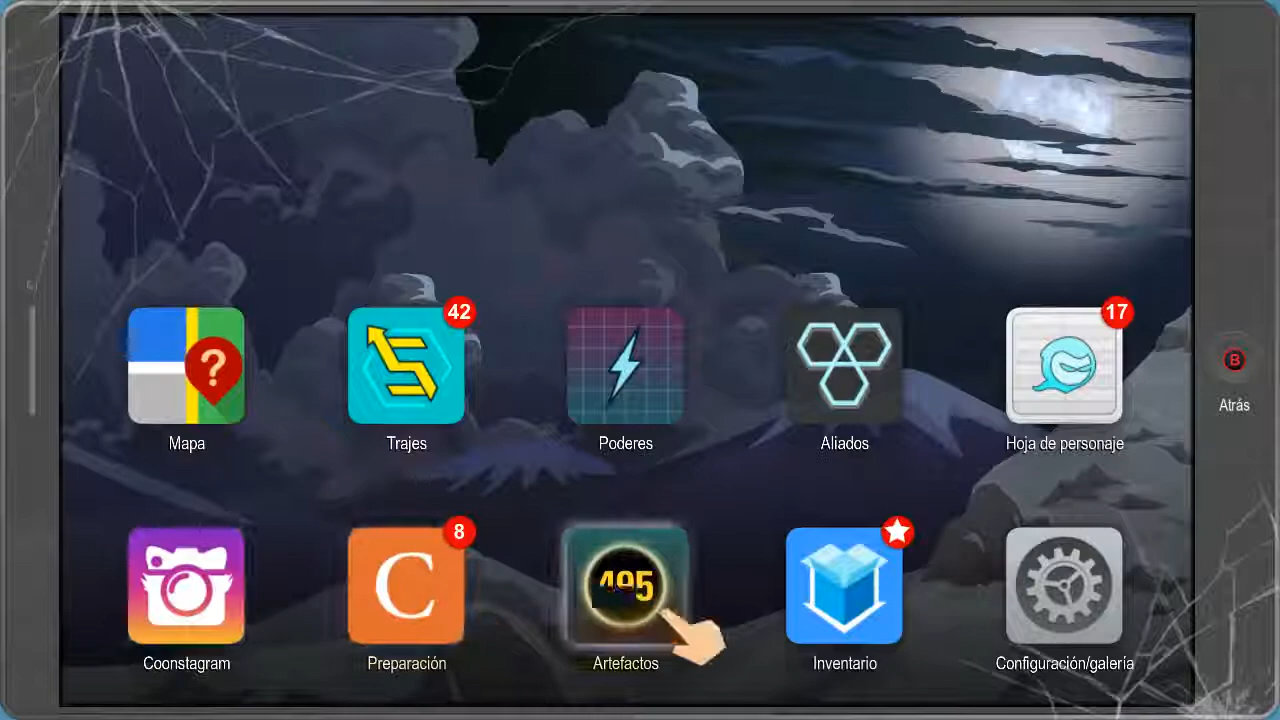 42
17
Mapa
Trajes
Poderes
Aliados
Hoja de personaje
B
Atrás
8
C
495
Coonstagram
Preparación
Artefactos
Inventario
Configuración/galería